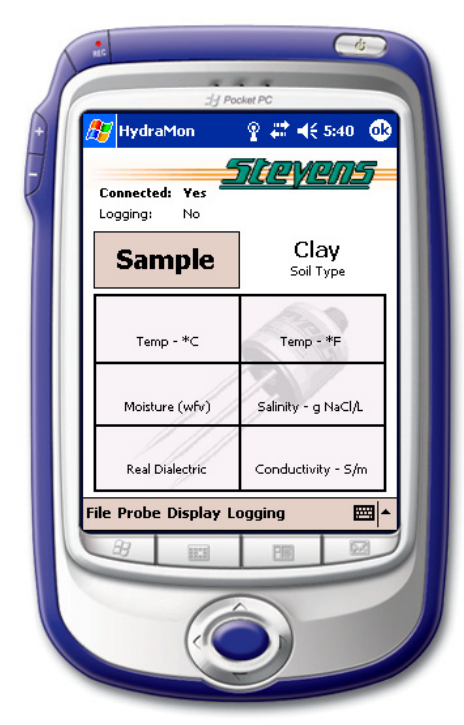 REC
Pocket PC
HydraMon 5:40 ok
Stevens
Connected: Yes
Logging: No
Sample
Clay
Soil Type
Temp - *C
Temp - *F
Moisture (wfv)
Salinity - g NaCl/L
Real Dialectric
Conductivity - S/m
File Probe Display Logging